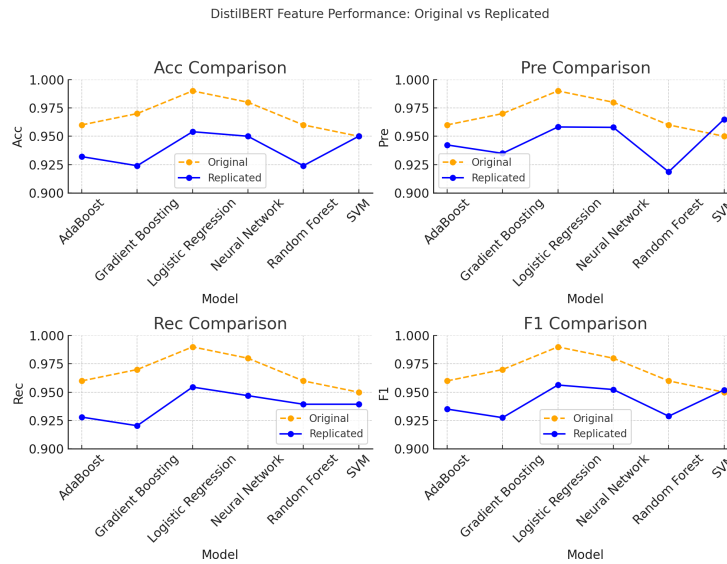 DistilBERT Feature Performance: Original vs Replicated
Acc Comparison
1.000
0.975
0.950
0.925
0.900
Acc
Original
Replicated
AdaBoost
Gradient Boosting
Logistic Regression
Neural Network
Random Forest
SVM
Model
Pre Comparison
1.000
0.975
0.950
0.925
0.900
Pre
Original
Replicated
AdaBoost
Gradient Boosting
Logistic Regression
Neural Network
Random Forest
SVM
Model
Rec Comparison
1.000
0.975
0.950
0.925
0.900
Rec
Original
Replicated
AdaBoost
Gradient Boosting
Logistic Regression
Neural Network
Random Forest
SVM
Model
F1 Comparison
1.000
0.975
0.950
0.925
0.900
F1
Original
Replicated
AdaBoost
Gradient Boosting
Logistic Regression
Neural Network
Random Forest
SVM
Model